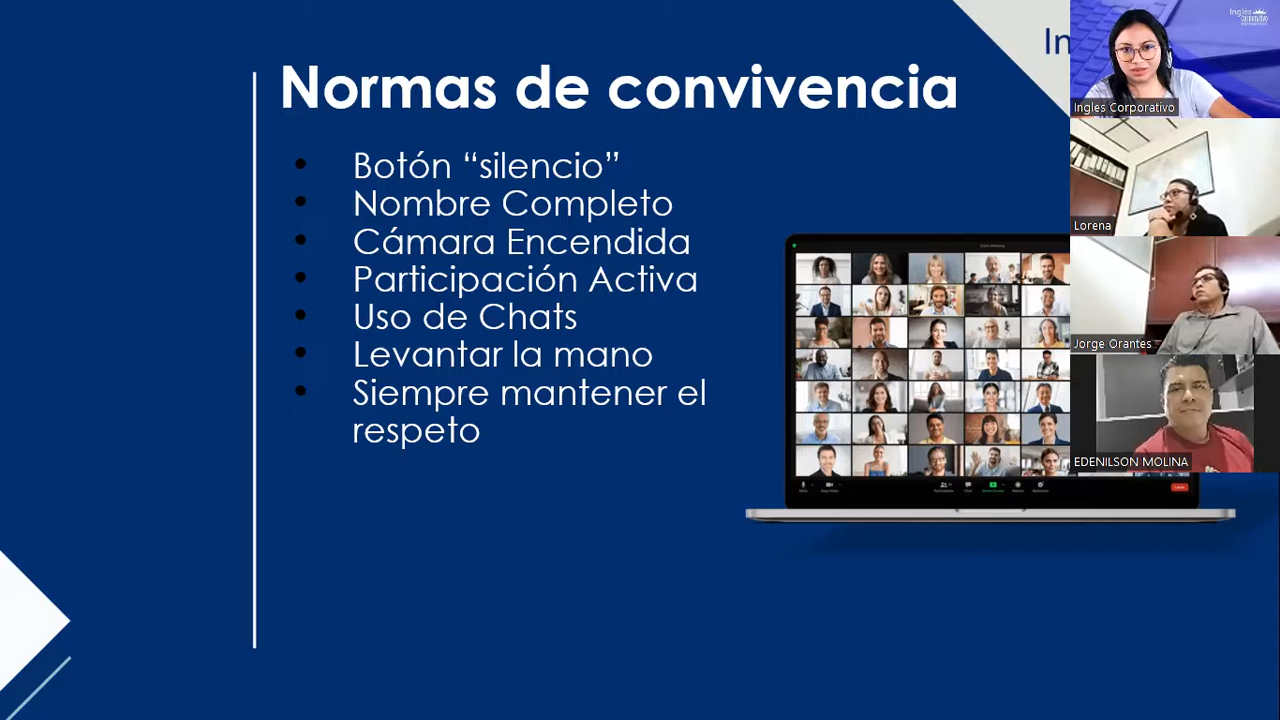 Normas de convivencia
Botón “silencio”
Nombre Completo
Cámara Encendida
Participación Activa
Uso de Chats
Levantar la mano
Siempre mantener el
respeto
Ingles Corporativo
Lorena
Jorge Orantes
EDENILSON MOLINA